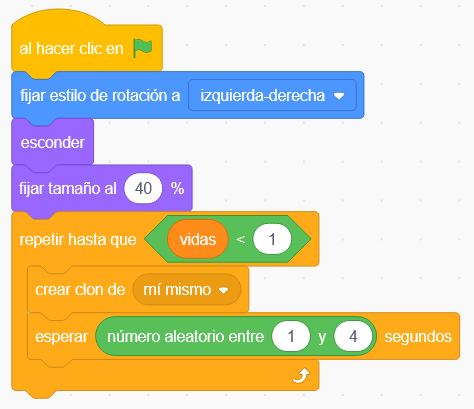 al hacer clic en
fijar estilo de rotación a izquierda-derecha
esconder
fijar tamaño al 40 %
repetir hasta que vidas < 1
crear clon de mí mismo
esperar número aleatorio entre 1 y 4 segundos